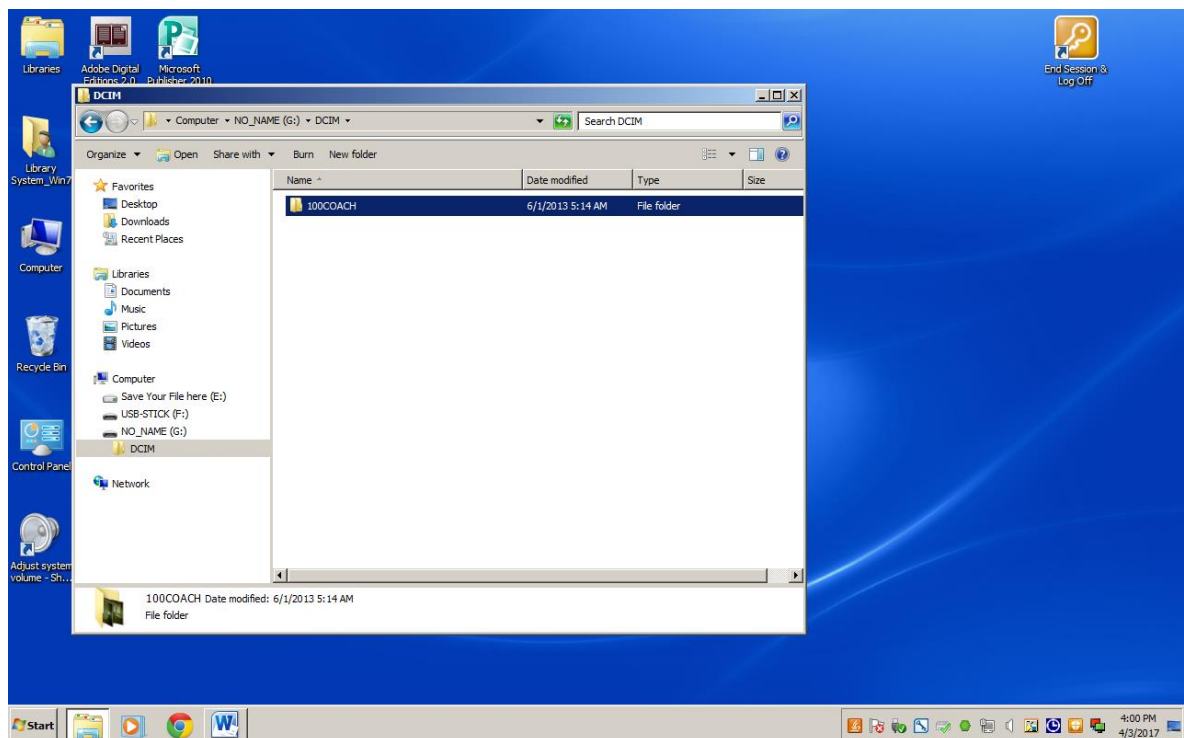 Libraries
Adobe Digital Editions 2.0
Microsoft Publisher 2010
End Session & Log Off
Library System_Win7
Computer
Recycle Bin
Control Panel
Adjust system volume - Sh...
DCIM
Computer NO_NAME (G:) DCIM
Search DCIM
Organize Open Share with Burn New folder
Favorites
Desktop
Downloads
Recent Places
Libraries
Documents
Music
Pictures
Videos
Computer
Save Your File here (E:)
USB-STICK (F:)
NO_NAME (G:)
DCIM
Network
Name Date modified Type Size
100COACH 6/1/2013 5:14 AM File folder
100COACH Date modified: 6/1/2013 5:14 AM
File folder
Start
4:00 PM
4/3/2017